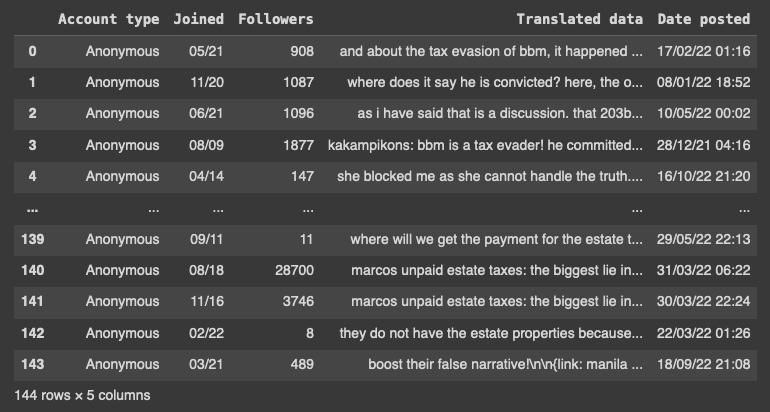 Account type Joined Followers Translated data Date posted
0 Anonymous 05/21 908 and about the tax evasion of bbm, it happened ... 17/02/22 01:16
1 Anonymous 11/20 1087 where does it say he is convicted? here, the o... 08/01/22 18:52
2 Anonymous 06/21 1096 as i have said that is a discussion. that 203b... 10/05/22 00:02
3 Anonymous 08/09 1877 kakampikons: bbm is a tax evader! he committed... 28/12/21 04:16
4 Anonymous 04/14 147 she blocked me as she cannot handle the truth.... 16/10/22 21:20
... ... ... ... ... ...
139 Anonymous 09/11 11 where will we get the payment for the estate t... 29/05/22 22:13
140 Anonymous 08/18 28700 marcos unpaid estate taxes: the biggest lie in... 31/03/22 06:22
141 Anonymous 11/16 3746 marcos unpaid estate taxes: the biggest lie in... 30/03/22 22:24
142 Anonymous 02/22 8 they do not have the estate properties because... 22/03/22 01:26
143 Anonymous 03/21 489 boost their false narrative!\n\n{link: manila ... 18/09/22 21:08
144 rows × 5 columns